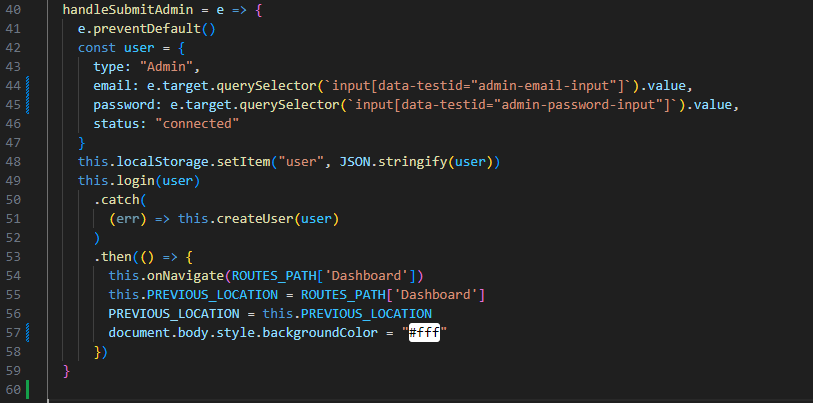 40 handleSubmitAdmin = e => {
41 e.preventDefault()
42 const user = {
43 type: "Admin",
44 email: e.target.querySelector(`input[data-testid="admin-email-input"]`).value,
45 password: e.target.querySelector(`input[data-testid="admin-password-input"]`).value,
46 status: "connected"
47 }
48 this.localStorage.setItem("user", JSON.stringify(user))
49 this.login(user)
50 .catch(
51 (err) => this.createUser(user)
52 )
53 .then(() => {
54 this.onNavigate(ROUTES_PATH['Dashboard'])
55 this.PREVIOUS_LOCATION = ROUTES_PATH['Dashboard']
56 PREVIOUS_LOCATION = this.PREVIOUS_LOCATION
57 document.body.style.backgroundColor = "#fff"
58 })
59 }
60